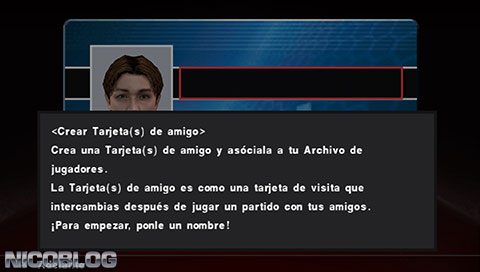 <Crear Tarjeta(s) de amigo>
Crea una Tarjeta(s) de amigo y asóciala a tu Archivo de
jugadores.
La Tarjeta(s) de amigo es como una tarjeta de visita que
intercambias después de jugar un partido con tus amigos.
¡Para empezar, ponle un nombre!
NICOBLOG